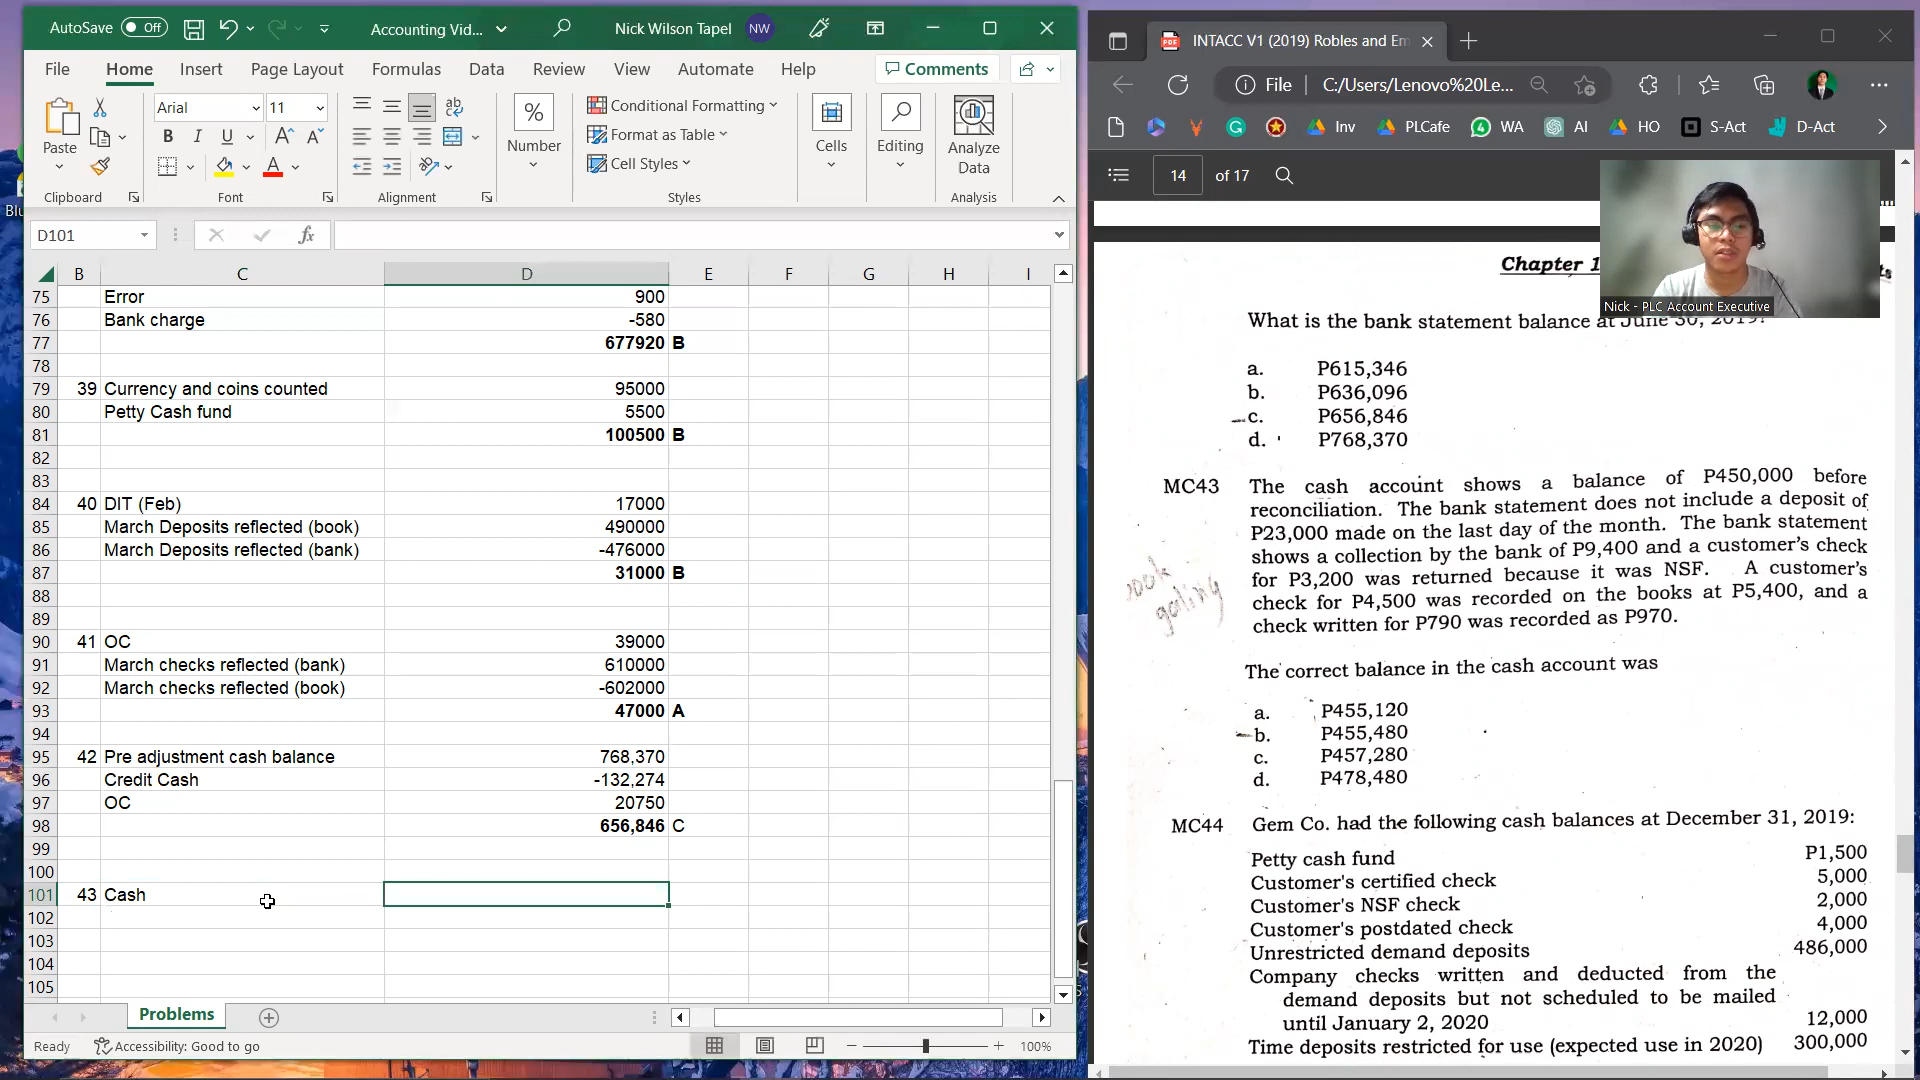 AutoSave Off Accounting Vid... Nick Wilson Tapel NW
File Home Insert Page Layout Formulas Data Review View Automate Help Comments
Paste
Arial 11
B I U
ab
%
Number
Conditional Formatting
Format as Table
Cell Styles
Cells
Editing
Analyze
Data
Clipboard Font Alignment Styles Analysis
D101 fx
B C D E F G H I
75 Error 900
76 Bank charge -580
77 677920 B
78
79 39 Currency and coins counted 95000
80 Petty Cash fund 5500
81 100500 B
82
83
84 40 DIT (Feb) 17000
85 March Deposits reflected (book) 490000
86 March Deposits reflected (bank) -476000
87 31000 B
88
89
90 41 OC 39000
91 March checks reflected (bank) 610000
92 March checks reflected (book) -602000
93 47000 A
94
95 42 Pre adjustment cash balance 768,370
96 Credit Cash -132,274
97 OC 20750
98 656,846 C
99
100
101 43 Cash
102
103
104
105
Problems
Ready Accessibility: Good to go 100%
INTACC V1 (2019) Robles and Em
File C:/Users/Lenovo%20Le...
Inv PLCafe WA AI HO S-Act D-Act
14 of 17
Nick - PLC Account Executive
Chapter 1
What is the bank statement balance at June 30, 2019?
a. P615,346
b. P636,096
c. P656,846
d. P768,370
MC43 The cash account shows a balance of P450,000 before
reconciliation. The bank statement does not include a deposit of
P23,000 made on the last day of the month. The bank statement
shows a collection by the bank of P9,400 and a customer's check
for P3,200 was returned because it was NSF. A customer's
check for P4,500 was recorded on the books at P5,400, and a
check written for P790 was recorded as P970.
The correct balance in the cash account was
a. P455,120
b. P455,480
c. P457,280
d. P478,480
MC44 Gem Co. had the following cash balances at December 31, 2019:
Petty cash fund P1,500
Customer's certified check 5,000
Customer's NSF check 2,000
Customer's postdated check 4,000
Unrestricted demand deposits 486,000
Company checks written and deducted from the
demand deposits but not scheduled to be mailed
until January 2, 2020 12,000
Time deposits restricted for use (expected use in 2020) 300,000